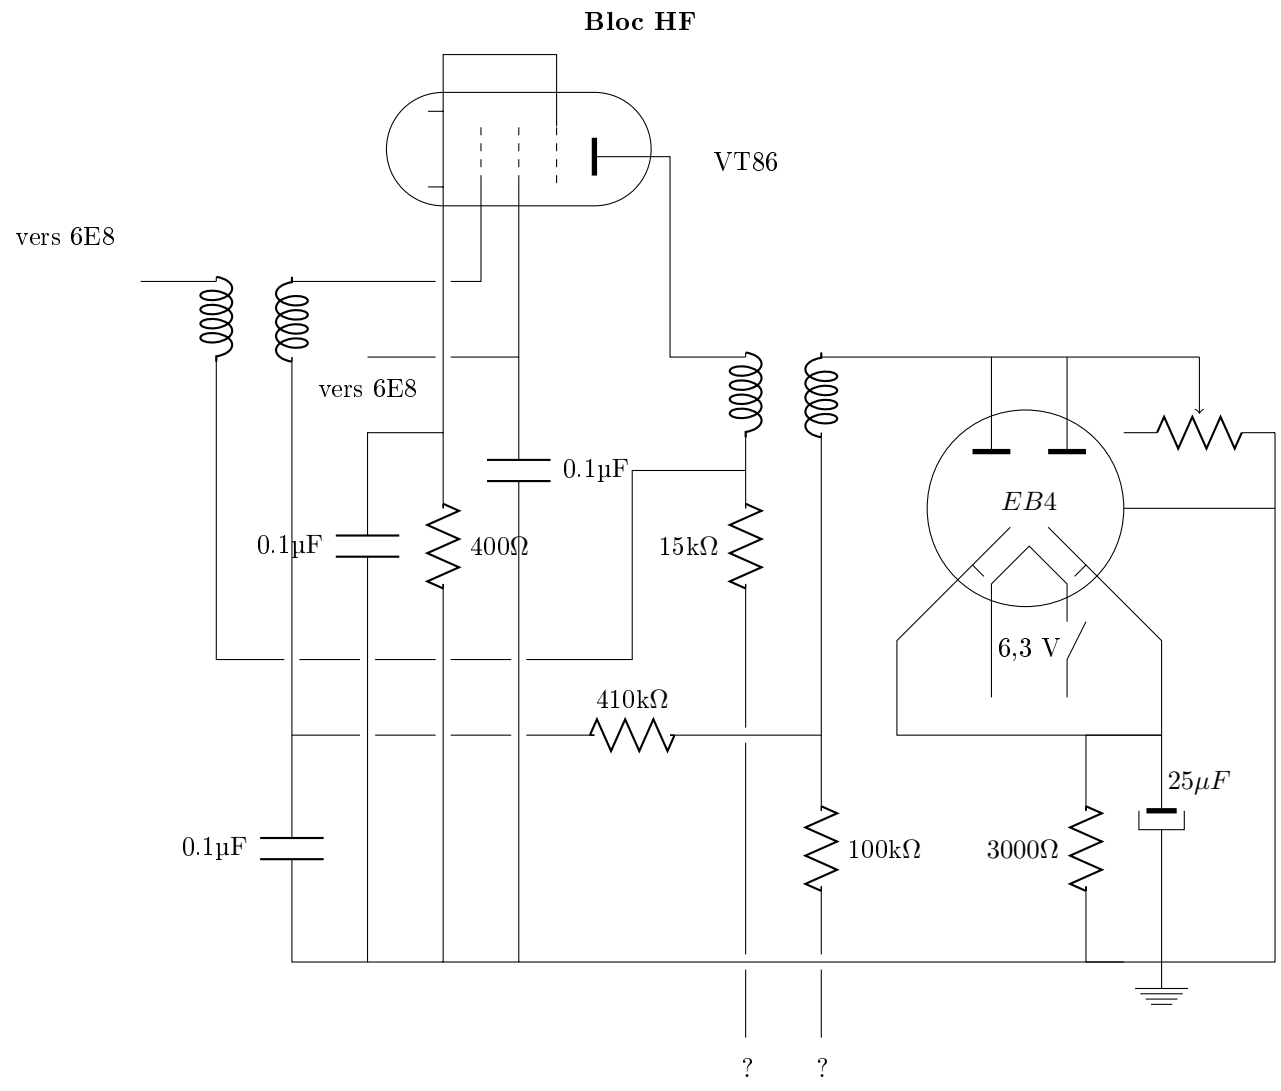 Bloc HF
VT86
vers 6E8
vers 6E8
0.1µF
EB4
0.1µF
400Ω
15kΩ
6,3 V
410kΩ
25µF
0.1µF
100kΩ
3000Ω
?
?